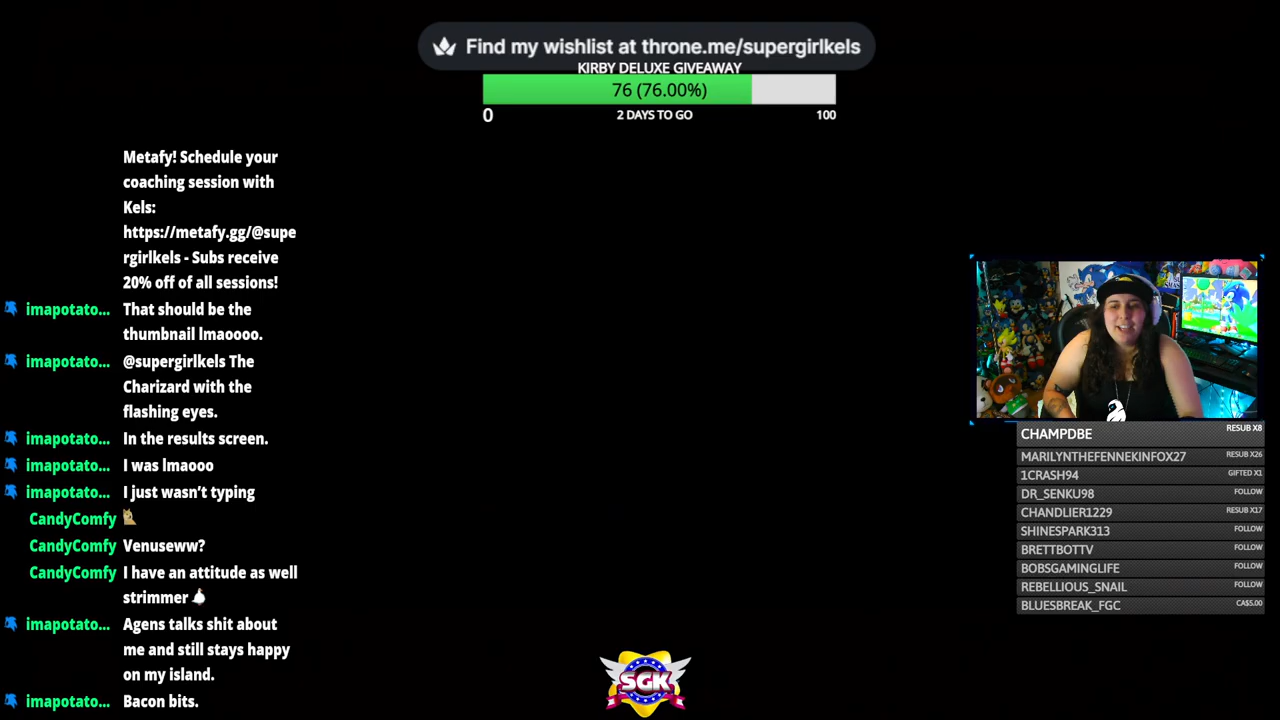 Find my wishlist at throne.me/supergirlkels
KIRBY DELUXE GIVEAWAY
76 (76.00%)
0 2 DAYS TO GO 100
Metafy! Schedule your
coaching session with
Kels:
https://metafy.gg/@supe
rgirlkels - Subs receive
20% off of all sessions!
imapotato... That should be the
thumbnail lmaoooo.
imapotato... @supergirlkels The
Charizard with the
flashing eyes.
imapotato... In the results screen.
imapotato... I was lmaooo
imapotato... I just wasn't typing
CandyComfy
CandyComfy Venuseww?
CandyComfy I have an attitude as well
strimmer
imapotato... Agens talks shit about
me and still stays happy
on my island.
imapotato... Bacon bits.
CHAMPDBE RESUB X8
MARILYNTHEFENNEKINFOX27 RESUB X26
1CRASH94 GIFTED X1
DR_SENKU98 FOLLOW
CHANDLIER1229 RESUB X17
SHINESPARK313 FOLLOW
BRETTBOTTV FOLLOW
BOBSGAMINGLIFE FOLLOW
REBELLIOUS_SNAIL FOLLOW
BLUESBREAK_FGC CA$5.00
SGK